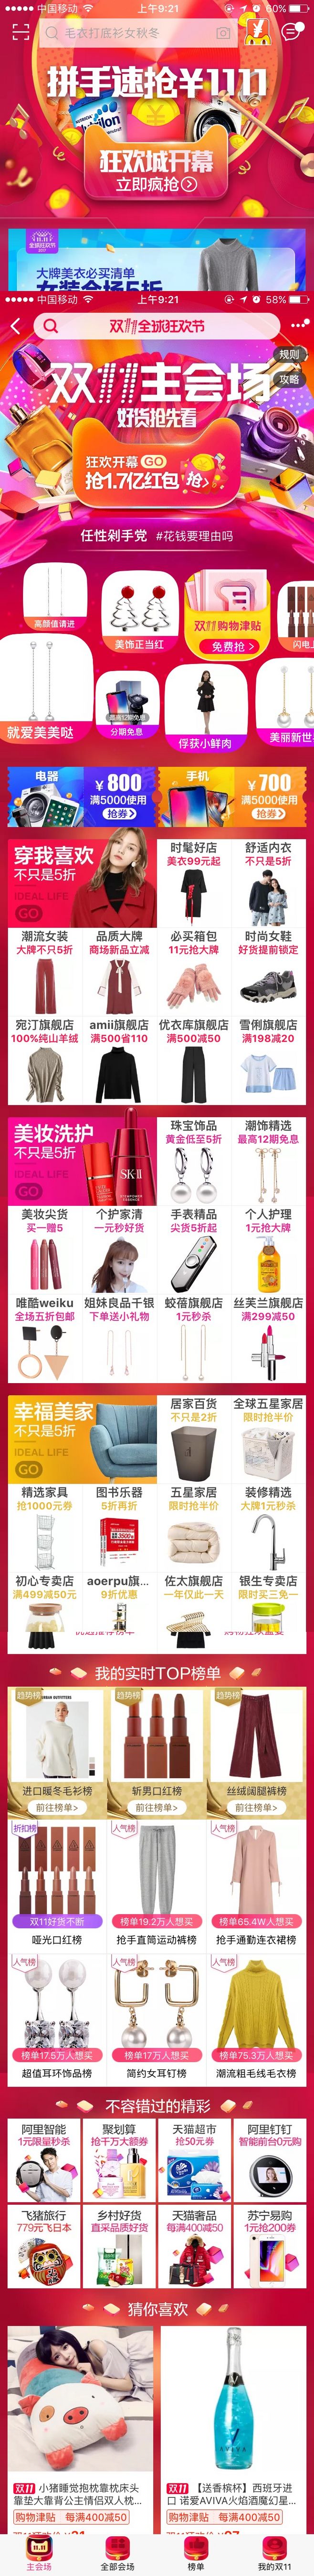 中国移动
上午9:21
60%
毛衣打底衫女秋冬
拼手速抢¥1111
狂欢城开幕
立即疯抢
11.11
大牌美衣必买清单
中国移动
上午9:21
58%
双11全球狂欢节
规则
攻略
双11主会场
好货抢先看
狂欢开幕 GO
抢1.7亿红包
抢
任性剁手党 #花钱要理由吗
高颜值请进
美饰正当红
双11购物津贴
免费抢 >
就爱美美哒
分期免息
俘获小鲜肉
电器
¥800
满5000使用
抢券
手机
¥700
满5000使用
抢券
穿我喜欢
不只是5折
IDEAL LIFE
GO
时髦好店
美衣99元起
舒适内衣
不只是5折
潮流女装
大牌不只5折
品质大牌
商场新品立减
必买箱包
11元抢大牌
时尚女鞋
好货提前锁定
宛汀旗舰店
100%纯山羊绒
amii旗舰店
满500省110
优衣库旗舰店
满500减50
雪俐旗舰店
满198减20
美妆洗护
不只是5折
IDEAL LIFE
GO
SK-II
珠宝饰品
黄金低至5折
潮饰精选
最高12期免息
美妆尖货
买一赠5
个护家清
一元秒好货
手表精品
尖货5折起
个人护理
1元抢大牌
唯酷weiku
全场五折包邮
姐妹良品千银
下单送小礼物
蛟蓓旗舰店
1元秒杀
丝芙兰旗舰店
满299减50
幸福美家
不只是5折
IDEAL LIFE
GO
居家百货
不只是2折
全球五星家居
限时抢半价
精选家具
抢1000元券
图书乐器
5折再折
五星家居
限时抢半价
装修精选
大牌1元秒杀
初心专卖店
满499减50元
aoerpu旗...
9折优惠
佐太旗舰店
一年仅此一天
银生专卖店
限时买三免一
我的实时TOP榜单
趋势榜
URBAN OUTFITTERS
进口暖冬毛衫榜
前往榜单>
趋势榜
斩男口红榜
前往榜单>
趋势榜
丝绒阔腿裤榜
前往榜单>
折扣榜
双11好货不断
哑光口红榜
人气榜
榜单19.2万人想买
抢手直筒运动裤榜
人气榜
榜单65.4W人想买
抢手通勤连衣裙榜
人气榜
榜单17.5万人想买
超值耳环饰品榜
人气榜
榜单17万人想买
简约女耳钉榜
人气榜
榜单75.3万人想买
潮流粗毛线毛衣榜
不容错过的精彩
阿里智能
1元限量秒杀
聚划算
抢千万大额券
天猫超市
抢50元券
阿里钉钉
智能前台0元购
飞猪旅行
779元飞日本
乡村好货
直采品质好货
天猫奢品
每满400减50
苏宁易购
1元抢200券
猜你喜欢
AVIVA
双11 小猪睡觉抱枕靠枕床头
靠垫大靠背公主情侣双人枕...
购物津贴 每满400减50
双11 【送香槟杯】西班牙进
口 诺爱AVIVA火焰酒魔幻星...
购物津贴 每满400减50
11.11
主会场
全部会场
榜单
我的双11